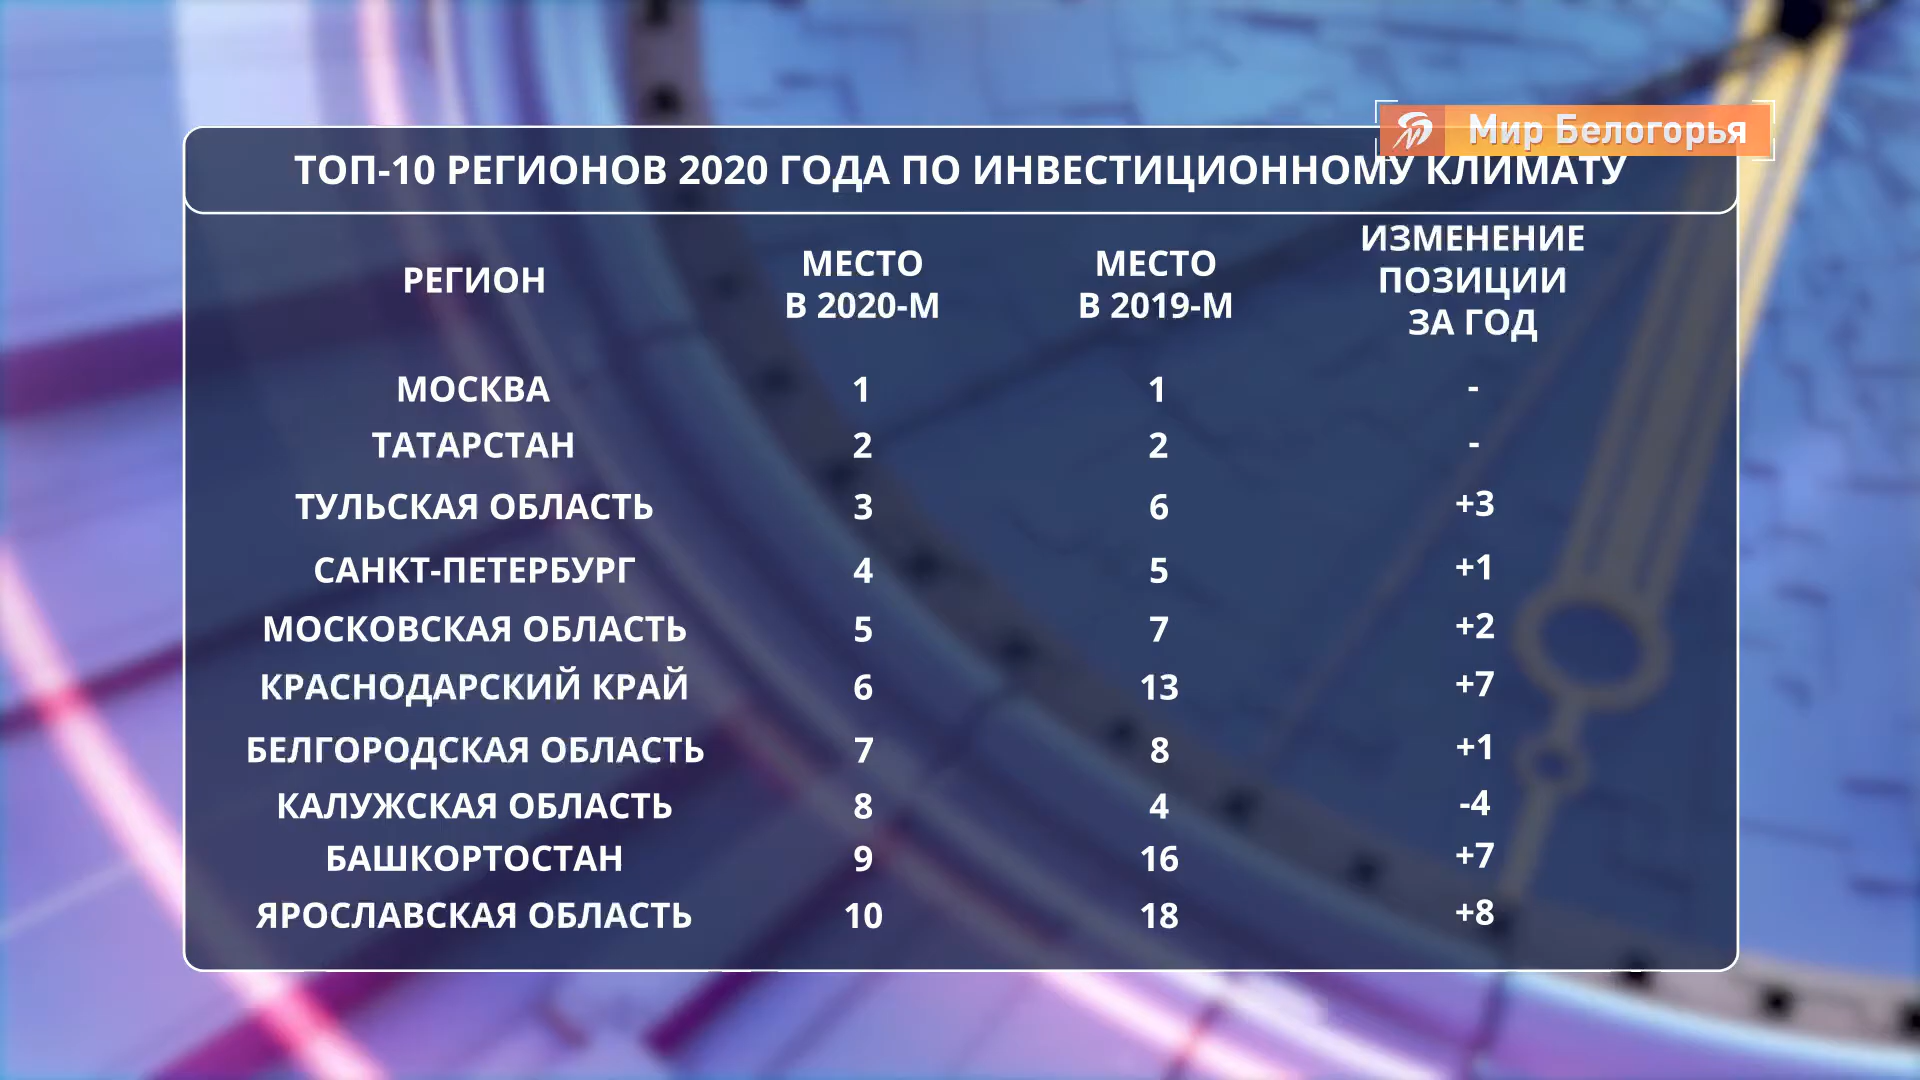 Мир Белогорья
ТОП-10 РЕГИОНОВ 2020 ГОДА ПО ИНВЕСТИЦИОННОМУ КЛИМАТУ
РЕГИОН МЕСТО В 2020-М МЕСТО В 2019-М ИЗМЕНЕНИЕ ПОЗИЦИИ ЗА ГОД
МОСКВА 1 1 -
ТАТАРСТАН 2 2 -
ТУЛЬСКАЯ ОБЛАСТЬ 3 6 +3
САНКТ-ПЕТЕРБУРГ 4 5 +1
МОСКОВСКАЯ ОБЛАСТЬ 5 7 +2
КРАСНОДАРСКИЙ КРАЙ 6 13 +7
БЕЛГОРОДСКАЯ ОБЛАСТЬ 7 8 +1
КАЛУЖСКАЯ ОБЛАСТЬ 8 4 -4
БАШКОРТОСТАН 9 16 +7
ЯРОСЛАВСКАЯ ОБЛАСТЬ 10 18 +8